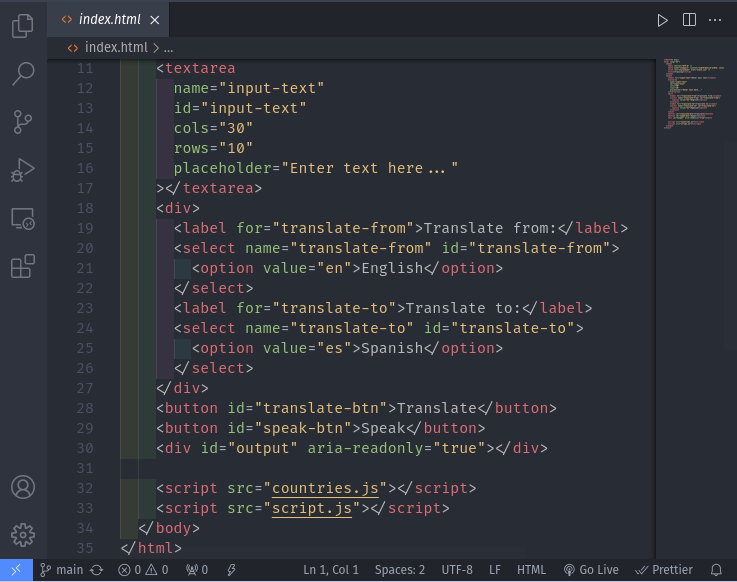 index.html
index.html > ...
11 <textarea
12 name="input-text"
13 id="input-text"
14 cols="30"
15 rows="10"
16 placeholder="Enter text here..."
17 ></textarea>
18 <div>
19 <label for="translate-from">Translate from:</label>
20 <select name="translate-from" id="translate-from">
21 <option value="en">English</option>
22 </select>
23 <label for="translate-to">Translate to:</label>
24 <select name="translate-to" id="translate-to">
25 <option value="es">Spanish</option>
26 </select>
27 </div>
28 <button id="translate-btn">Translate</button>
29 <button id="speak-btn">Speak</button>
30 <div id="output" aria-readonly="true"></div>
31
32 <script src="countries.js"></script>
33 <script src="script.js"></script>
34 </body>
35 </html>
main 0 0 0 Ln 1, Col 1 Spaces: 2 UTF-8 LF HTML Go Live Prettier